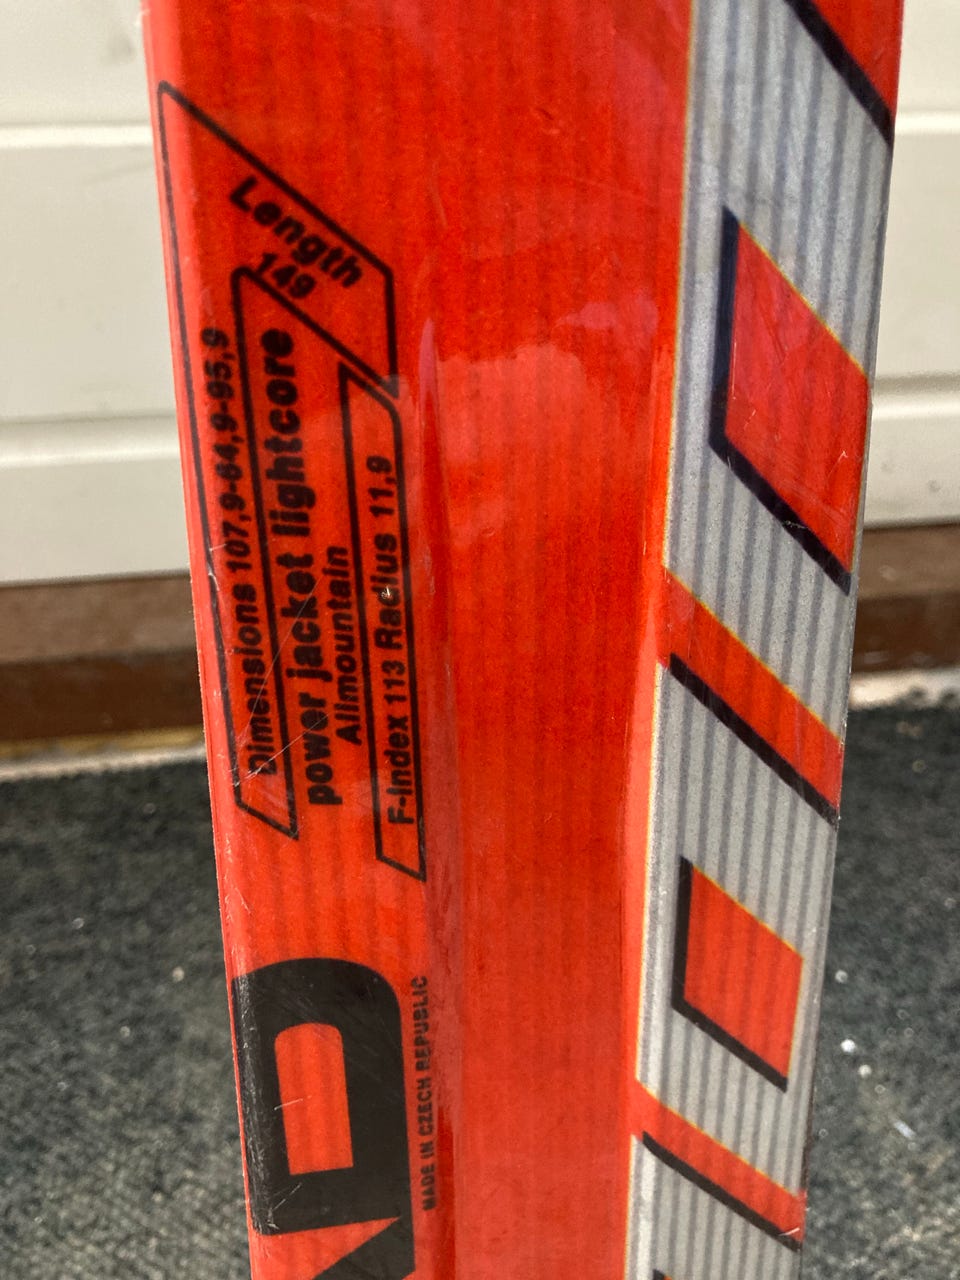 Length
149
Dimensions 107,9-64,9-95,9
power jacket lightcore
Allmountain
F-Index 113 Radius 11,9
MADE IN CZECH REPUBLIC
AD